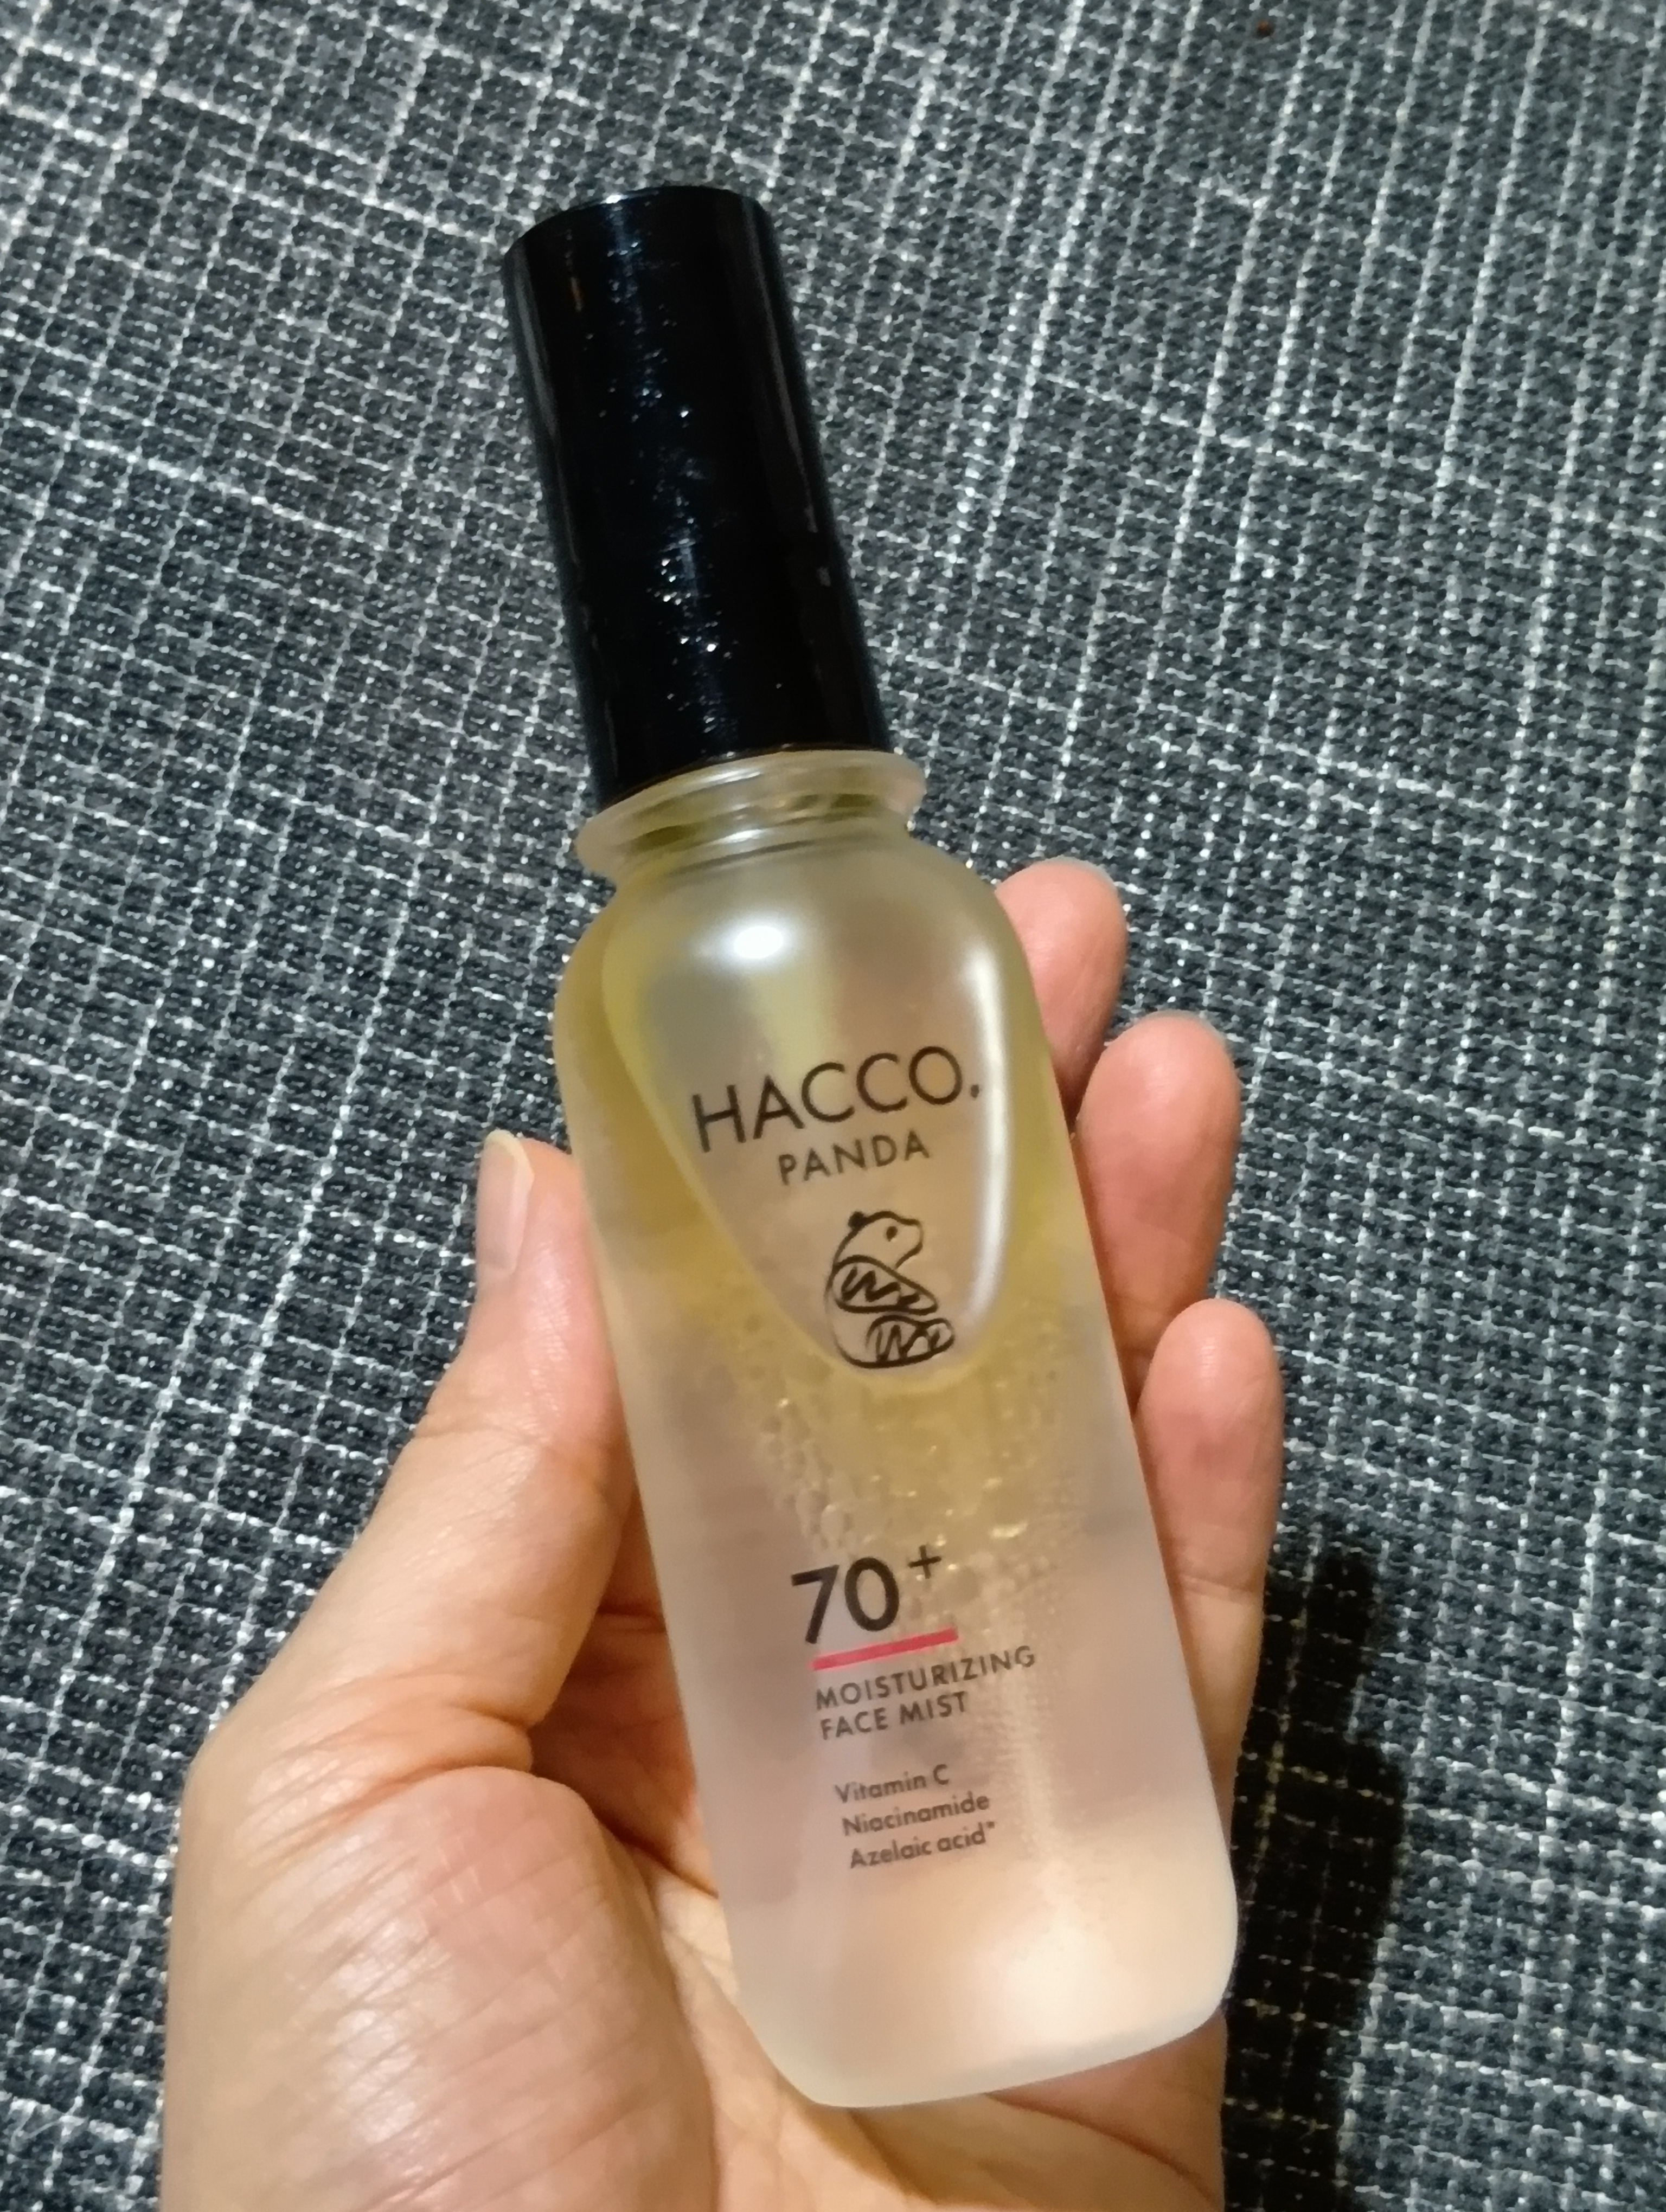 HACCO.
PANDA
70+
MOISTURIZING
FACE MIST
Vitamin C
Niacinamide
Azelaic acid*